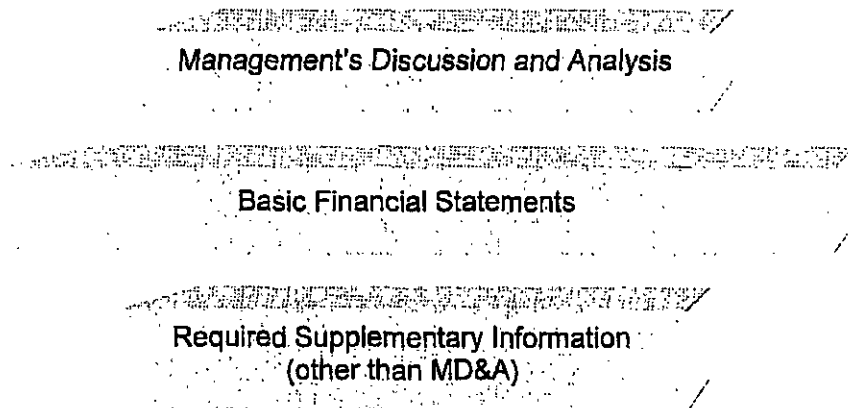 Management's Discussion and Analysis
Basic Financial Statements
Required Supplementary Information
(other than MD&A)